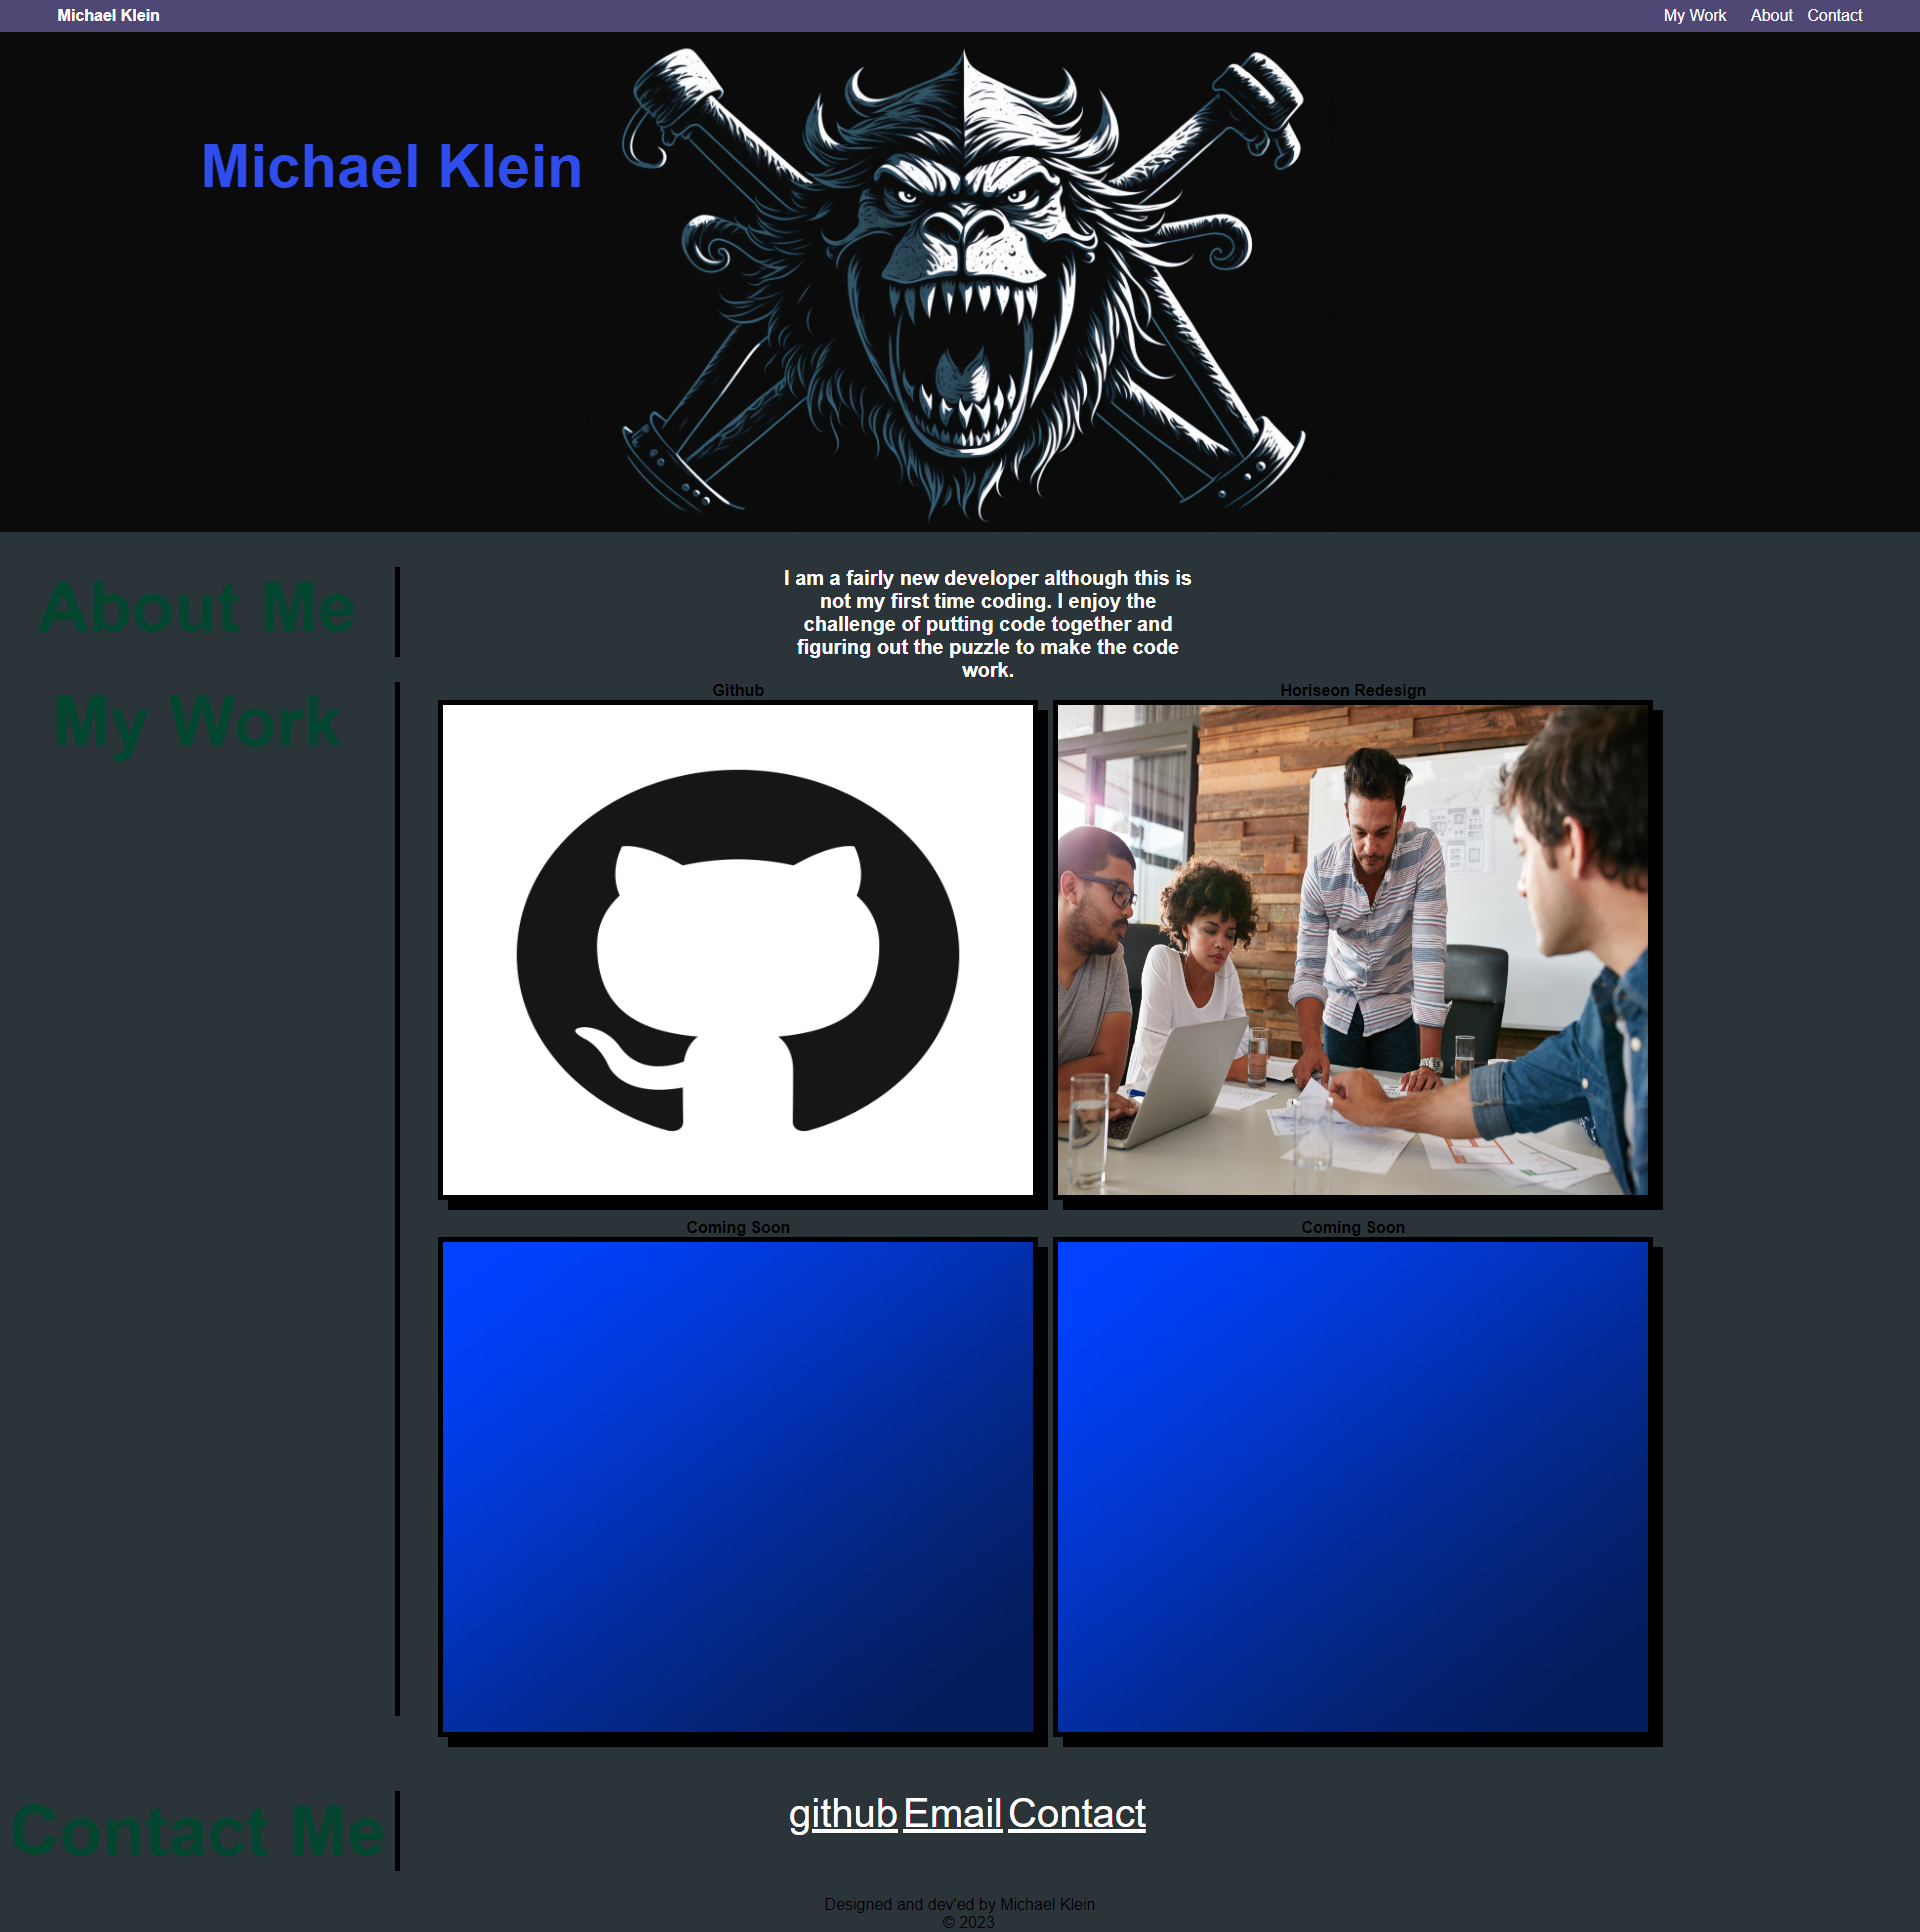 Michael Klein
My Work About Contact
Michael Klein
About Me
I am a fairly new developer although this is
not my first time coding. I enjoy the
challenge of putting code together and
figuring out the puzzle to make the code
work.
My Work
Github
Horiseon Redesign
Coming Soon
Coming Soon
Contact Me
github Email Contact
Designed and dev'ed by Michael Klein
© 2023